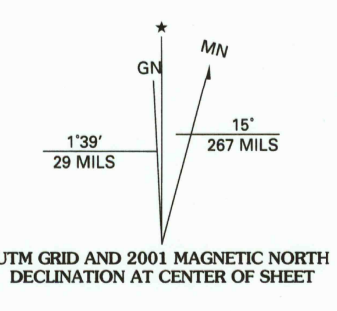 ★
GN
MN
1°39′
29 MILS
15°
267 MILS
UTM GRID AND 2001 MAGNETIC NORTH
DECLINATION AT CENTER OF SHEET